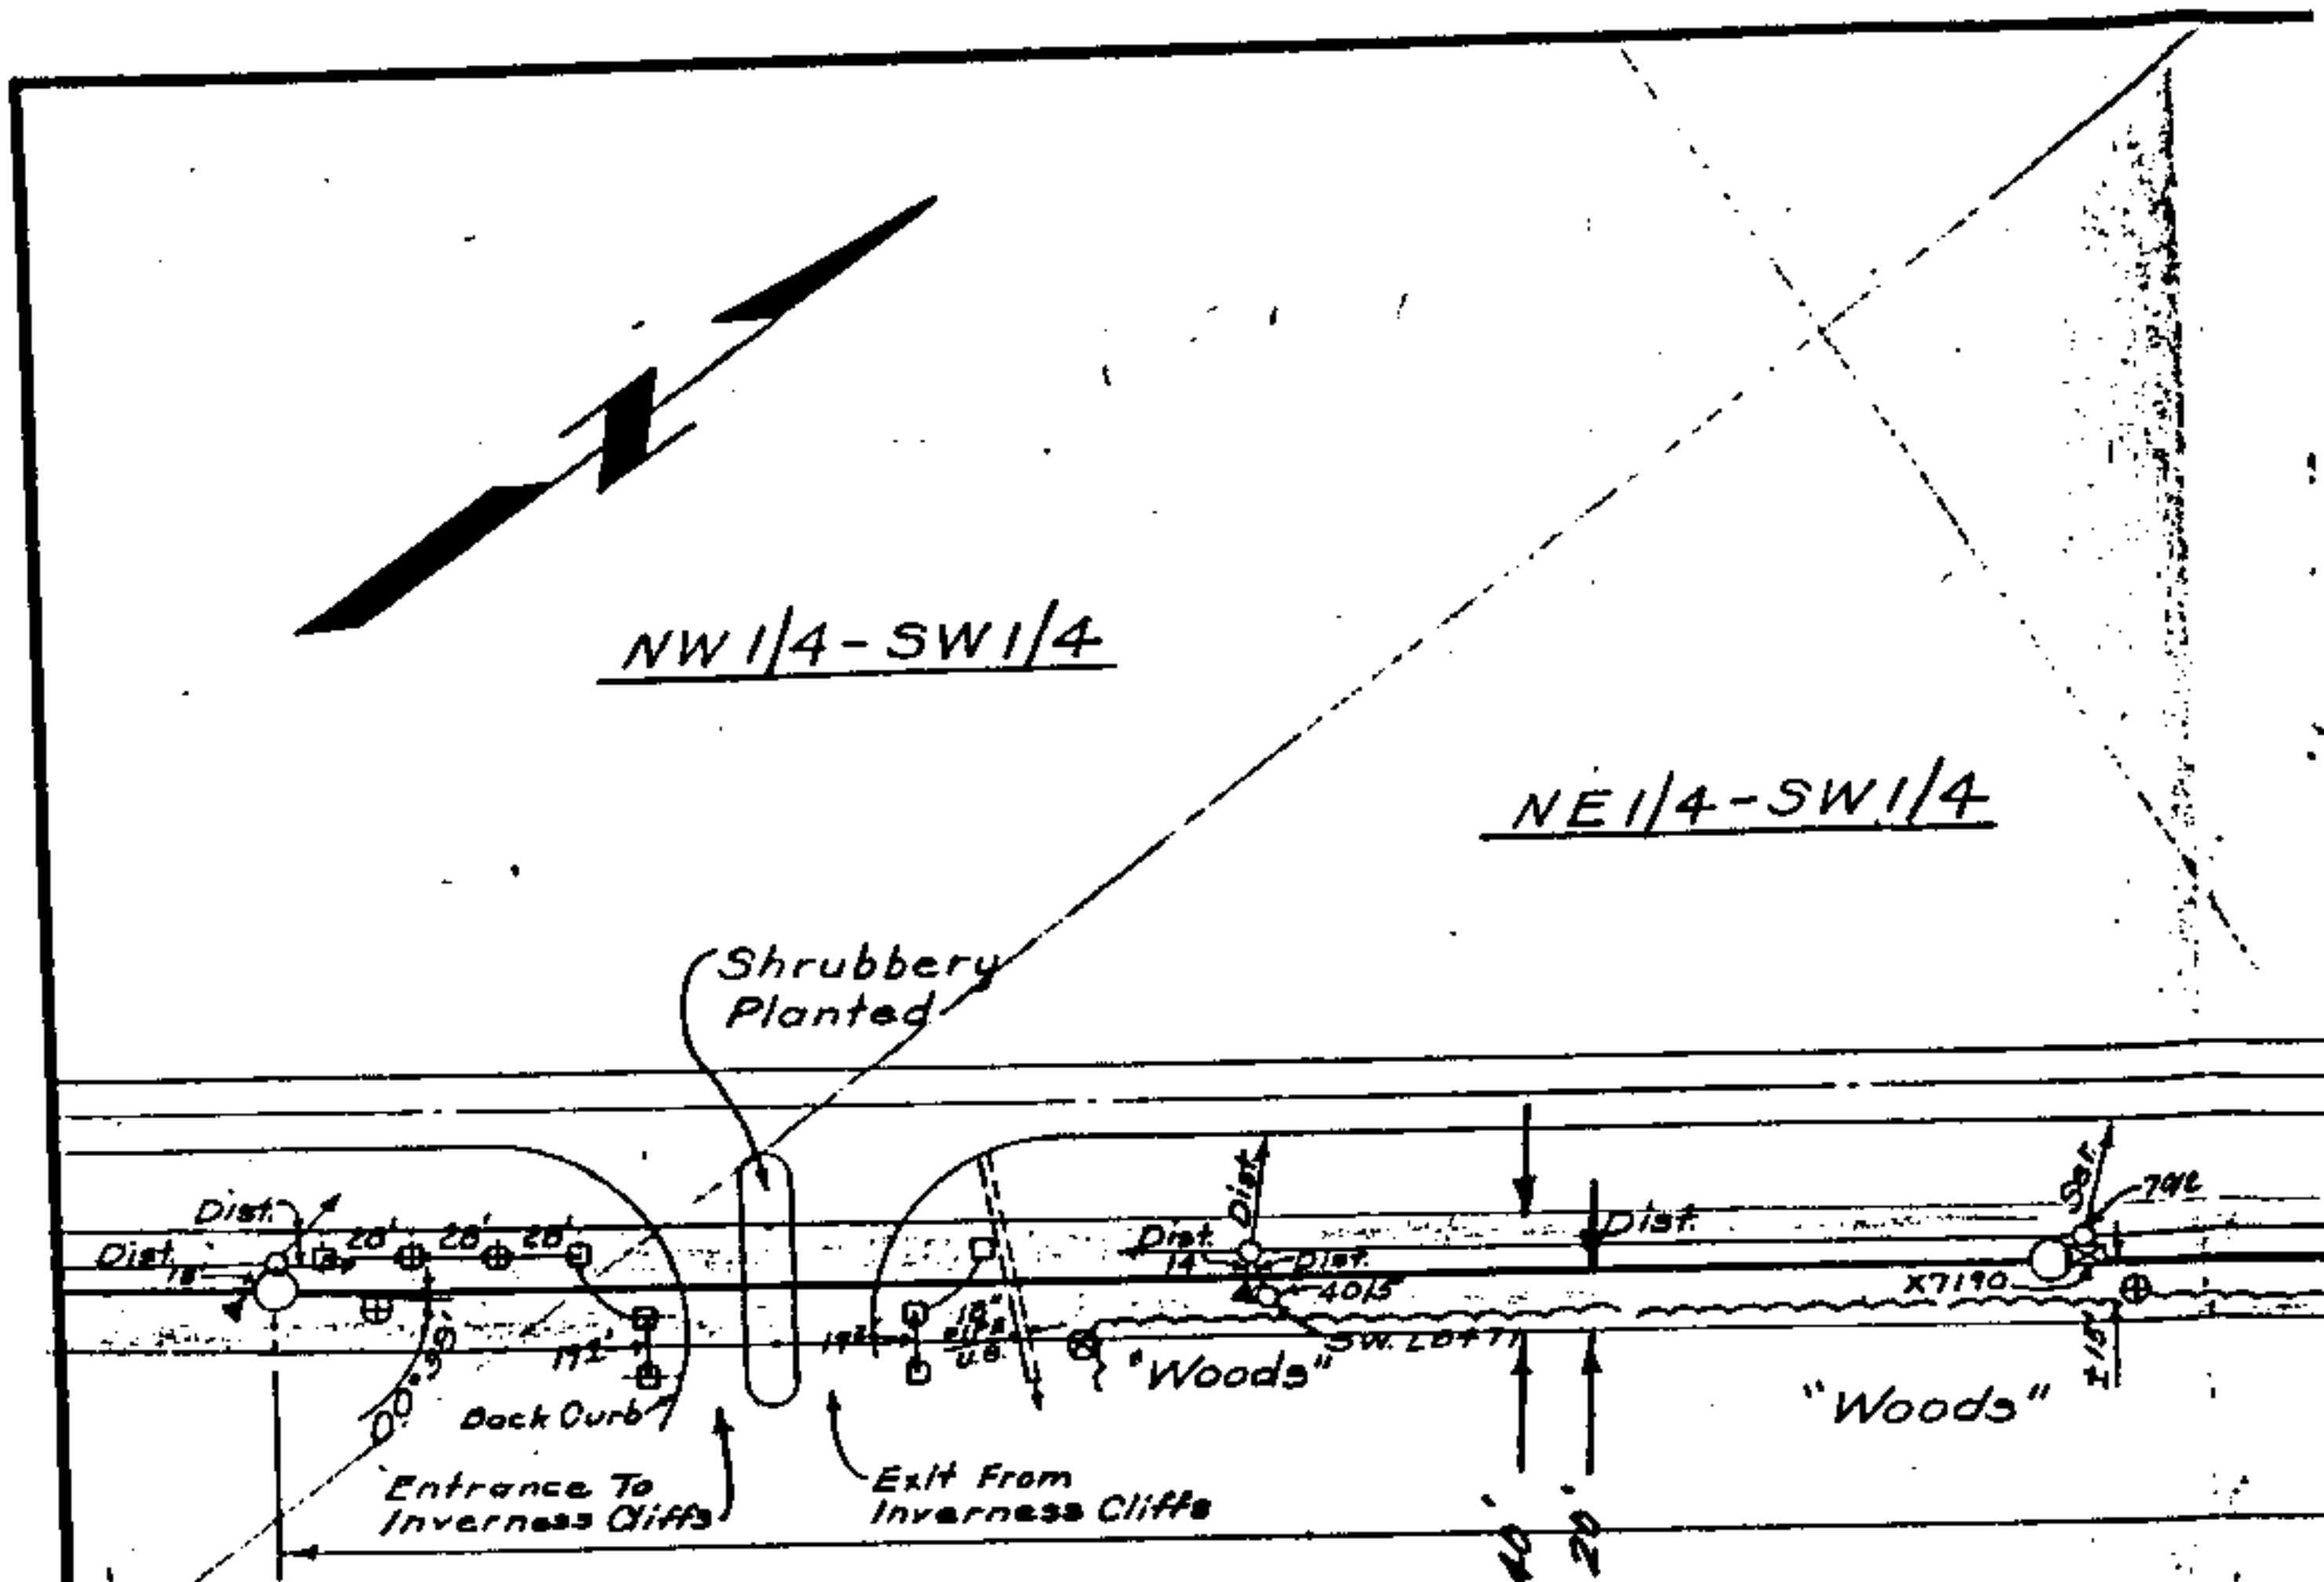 NW 1/4 - SW 1/4
NE 1/4 - SW 1/4
Shrubbery
Planted
Dist.
Dist.
20'
20'
20'
Dist.
Dist.
14'
Dist.
4015
Dist.
Dist.
X7190
"Woods"
"Woods"
Back Curb
Entrance To
Inverness Cliffs
Exit From
Inverness Cliffs
20'